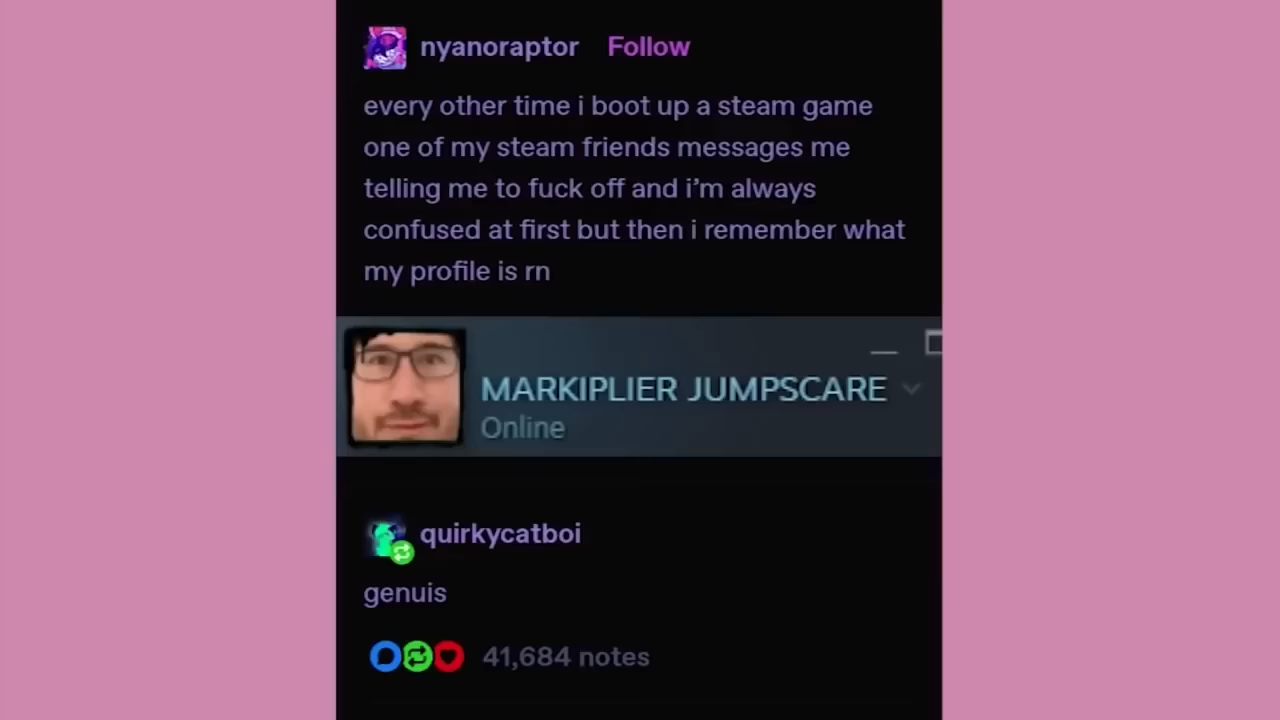 nyanoraptor Follow
every other time i boot up a steam game
one of my steam friends messages me
telling me to fuck off and i’m always
confused at first but then i remember what
my profile is rn
MARKIPLIER JUMPSCARE
Online
quirkycatboi
genuis
41,684 notes